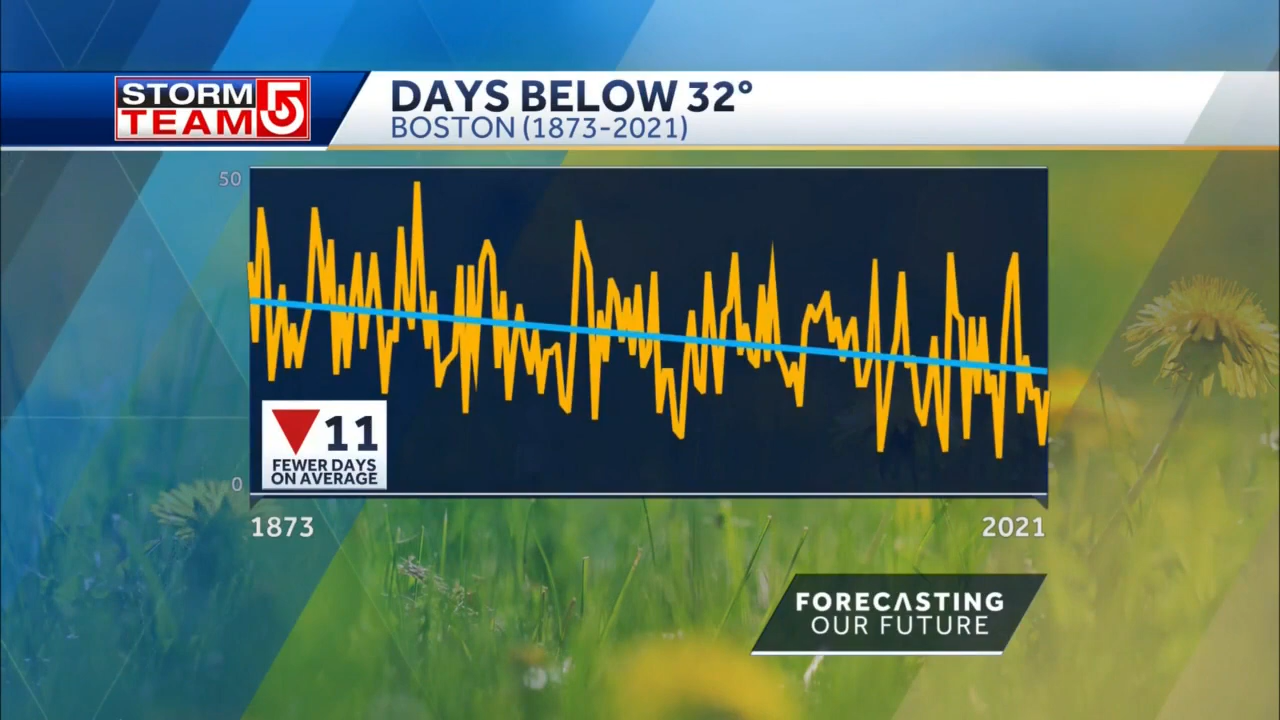 STORM
TEAM 5
DAYS BELOW 32°
BOSTON (1873-2021)
50
11
FEWER DAYS
ON AVERAGE
0
1873
2021
FORECASTING
OUR FUTURE